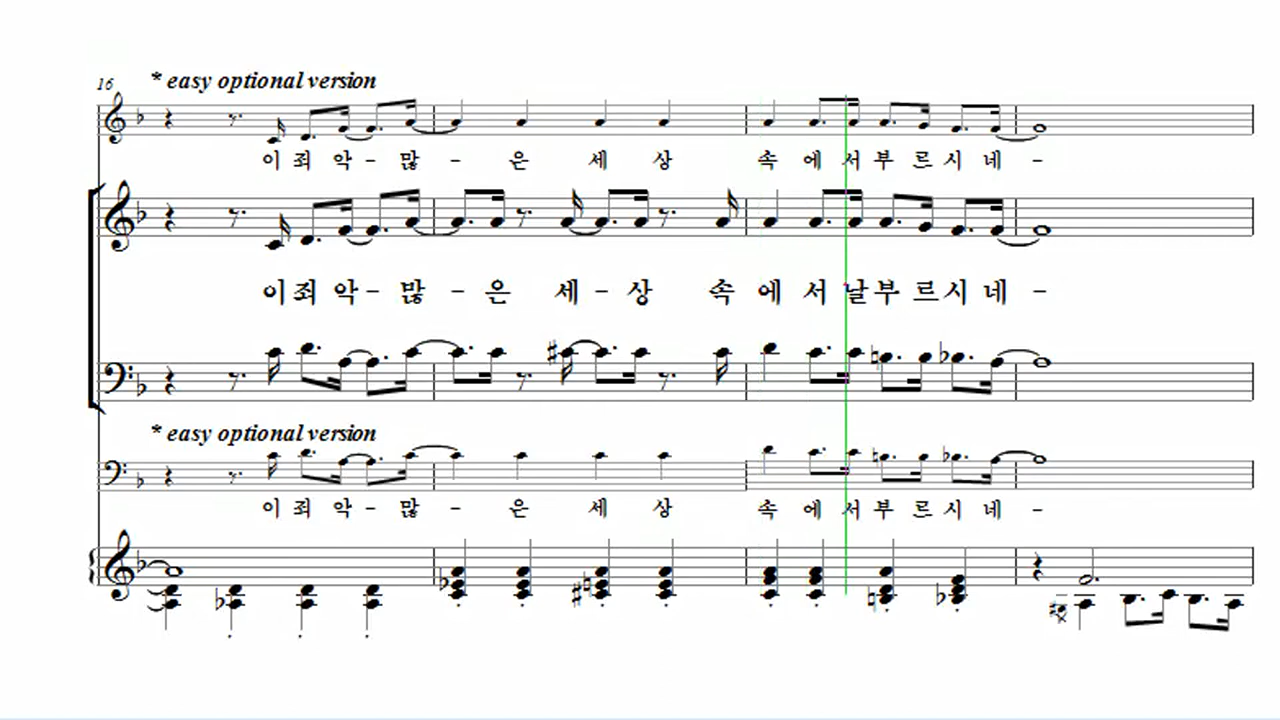 16 * easy optional version
이 죄 악 - 많 - 은 세 상 속 에 서 부 르 시 네 -
이 죄 악 - 많 - 은 세 - 상 속 에 서 날 부 르 시 네 -
* easy optional version
이 죄 악 - 많 - 은 세 상 속 에 서 부 르 시 네 -